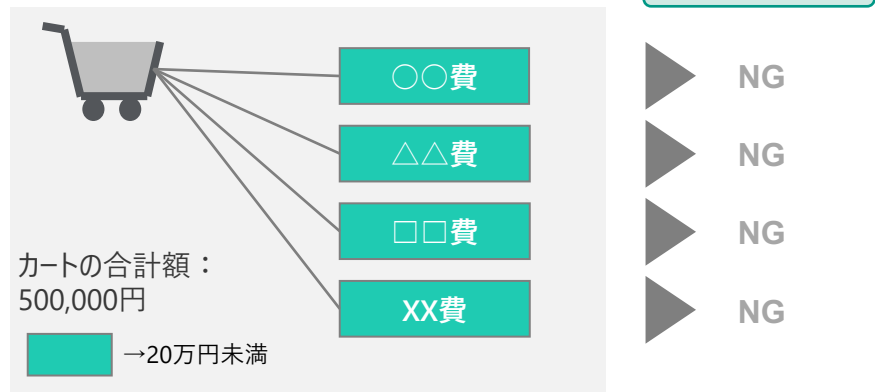 ○○費
NG
△△費
NG
□□費
NG
XX費
NG
カートの合計額：
500,000円
→20万円未満